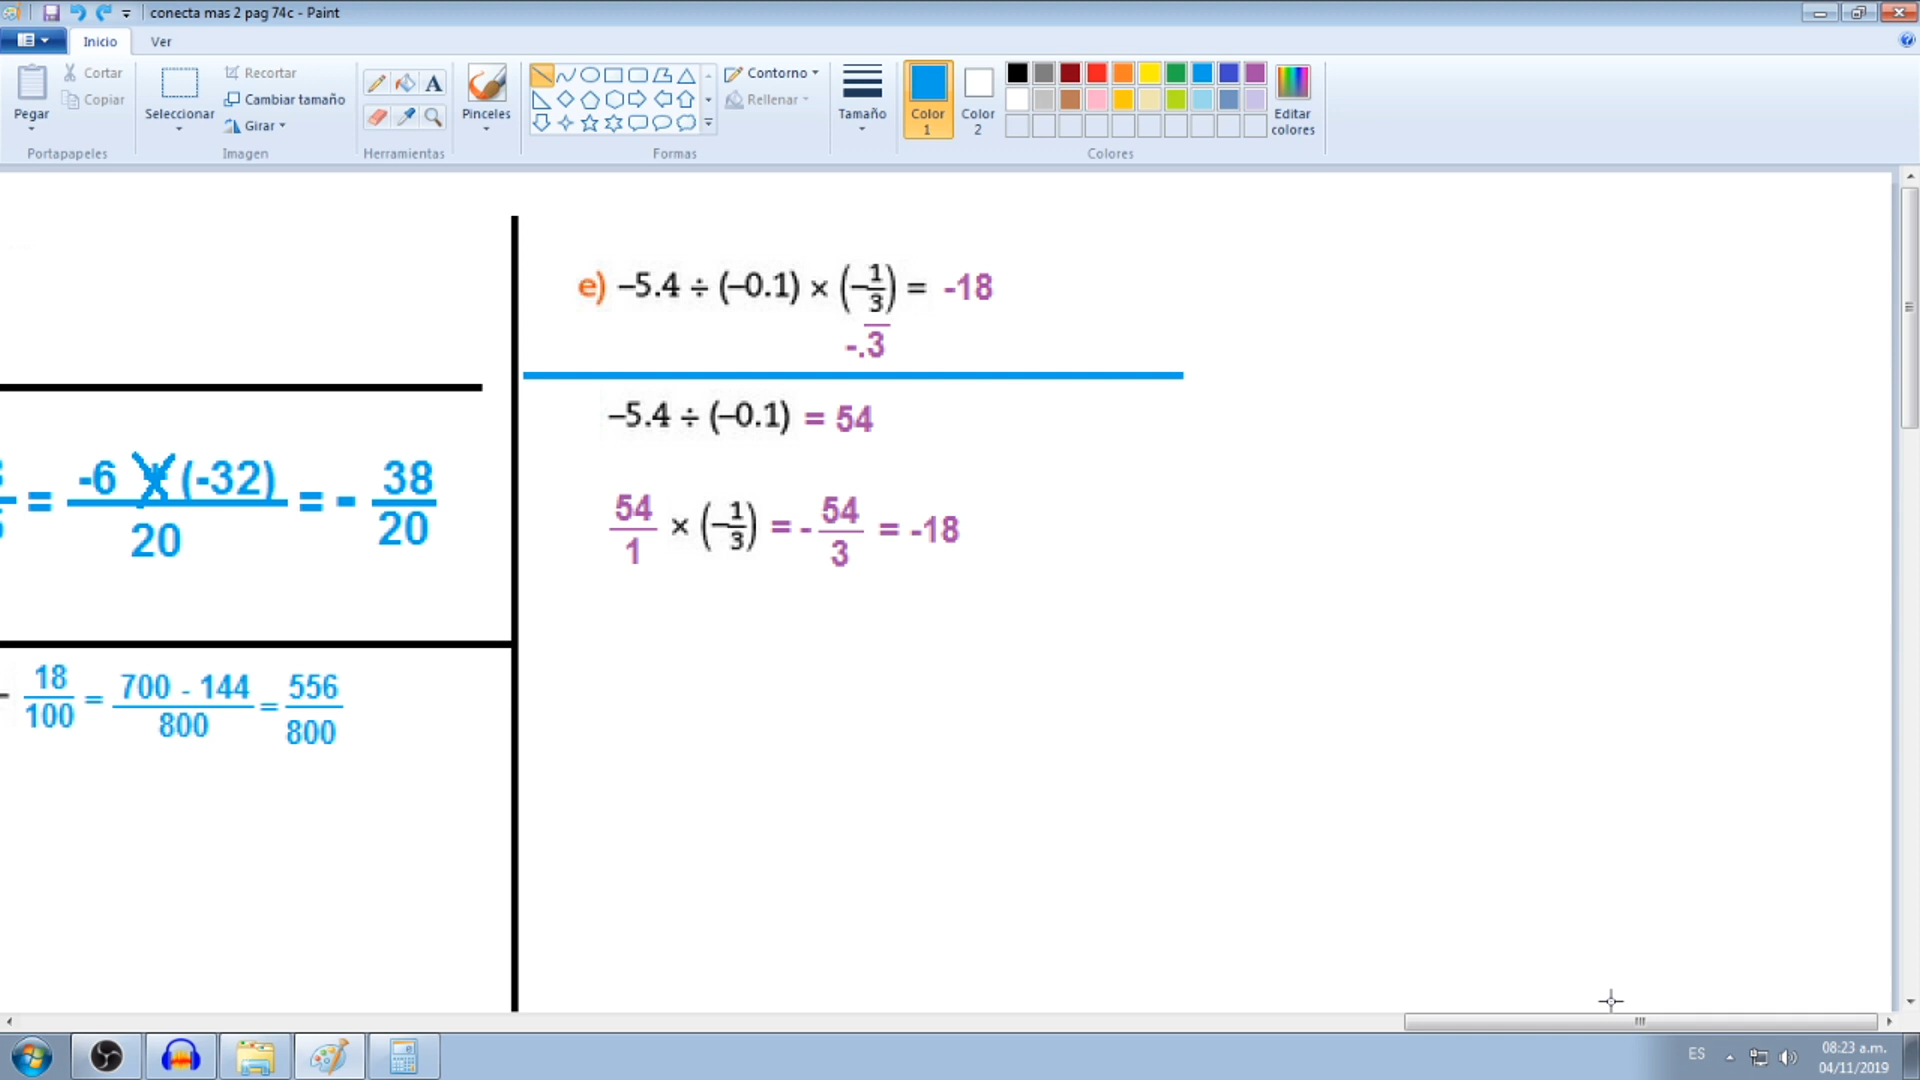 conecta mas 2 pag 74c - Paint
Inicio Ver
Pegar
Cortar
Copiar
Portapapeles
Seleccionar
Recortar
Cambiar tamaño
Girar
Imagen
A
Herramientas
Pinceles
Formas
Contorno
Rellenar
Tamaño
Color 1
Color 2
Editar colores
Colores
e) –5.4 ÷ (–0.1) × (–1/3) = -18
-.3̅
–5.4 ÷ (–0.1) = 54
54/1 × (–1/3) = - 54/3 = -18
= -6 x (-32)/20 = - 38/20
- 18/100 = 700 - 144/800 = 556/800
ES
08:23 a.m.
04/11/2019